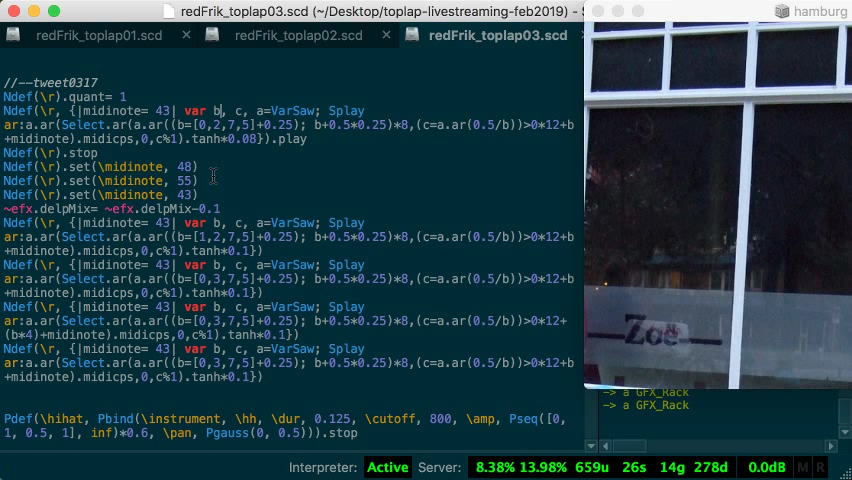 redFrik_toplap03.scd (~/Desktop/toplap-livestreaming-feb2019) - S
hamburg
redFrik_toplap01.scd
redFrik_toplap02.scd
redFrik_toplap03.scd
//--tweet0317
Ndef(\r).quant= 1
Ndef(\r, {|midinote= 43| var b, c, a=VarSaw; Splay
ar:a.ar(Select.ar(a.ar((b=[0,2,7,5]+0.25); b+0.5*0.25)*8,(c=a.ar(0.5/b))>0*12+b
+midinote).midicps,0,c%1).tanh*0.08}).play
Ndef(\r).stop
Ndef(\r).set(\midinote, 48)
Ndef(\r).set(\midinote, 55)
Ndef(\r).set(\midinote, 43)
~efx.delpMix= ~efx.delpMix-0.1
Ndef(\r, {|midinote= 43| var b, c, a=VarSaw; Splay
ar:a.ar(Select.ar(a.ar((b=[1,2,7,5]+0.25); b+0.5*0.25)*8,(c=a.ar(0.5/b))>0*12+b
+midinote).midicps,0,c%1).tanh*0.1})
Ndef(\r, {|midinote= 43| var b, c, a=VarSaw; Splay
ar:a.ar(Select.ar(a.ar((b=[0,3,7,5]+0.25); b+0.5*0.25)*8,(c=a.ar(0.5/b))>0*12+b
+midinote).midicps,0,c%1).tanh*0.1})
Ndef(\r, {|midinote= 43| var b, c, a=VarSaw; Splay
ar:a.ar(Select.ar(a.ar((b=[0,3,7,5]+0.25); b+0.5*0.25)*8,(c=a.ar(0.5/b))>0*12+
(b*4)+midinote).midicps,0,c%1).tanh*0.1})
Ndef(\r, {|midinote= 43| var b, c, a=VarSaw; Splay
ar:a.ar(Select.ar(a.ar((b=[0,3,7,5]+0.25); b+0.5*0.25)*8,(c=a.ar(0.5/b))>0*12+b
+midinote).midicps,0,c%1).tanh*0.1})
Zoë
-> a GFX_Rack
-> a GFX_Rack
Pdef(\hihat, Pbind(\instrument, \hh, \dur, 0.125, \cutoff, 800, \amp, Pseq([0,
1, 0.5, 1], inf)*0.6, \pan, Pgauss(0, 0.5))).stop
Interpreter: Active Server: 8.38% 13.98% 659u 26s 14g 278d 0.0dB M R